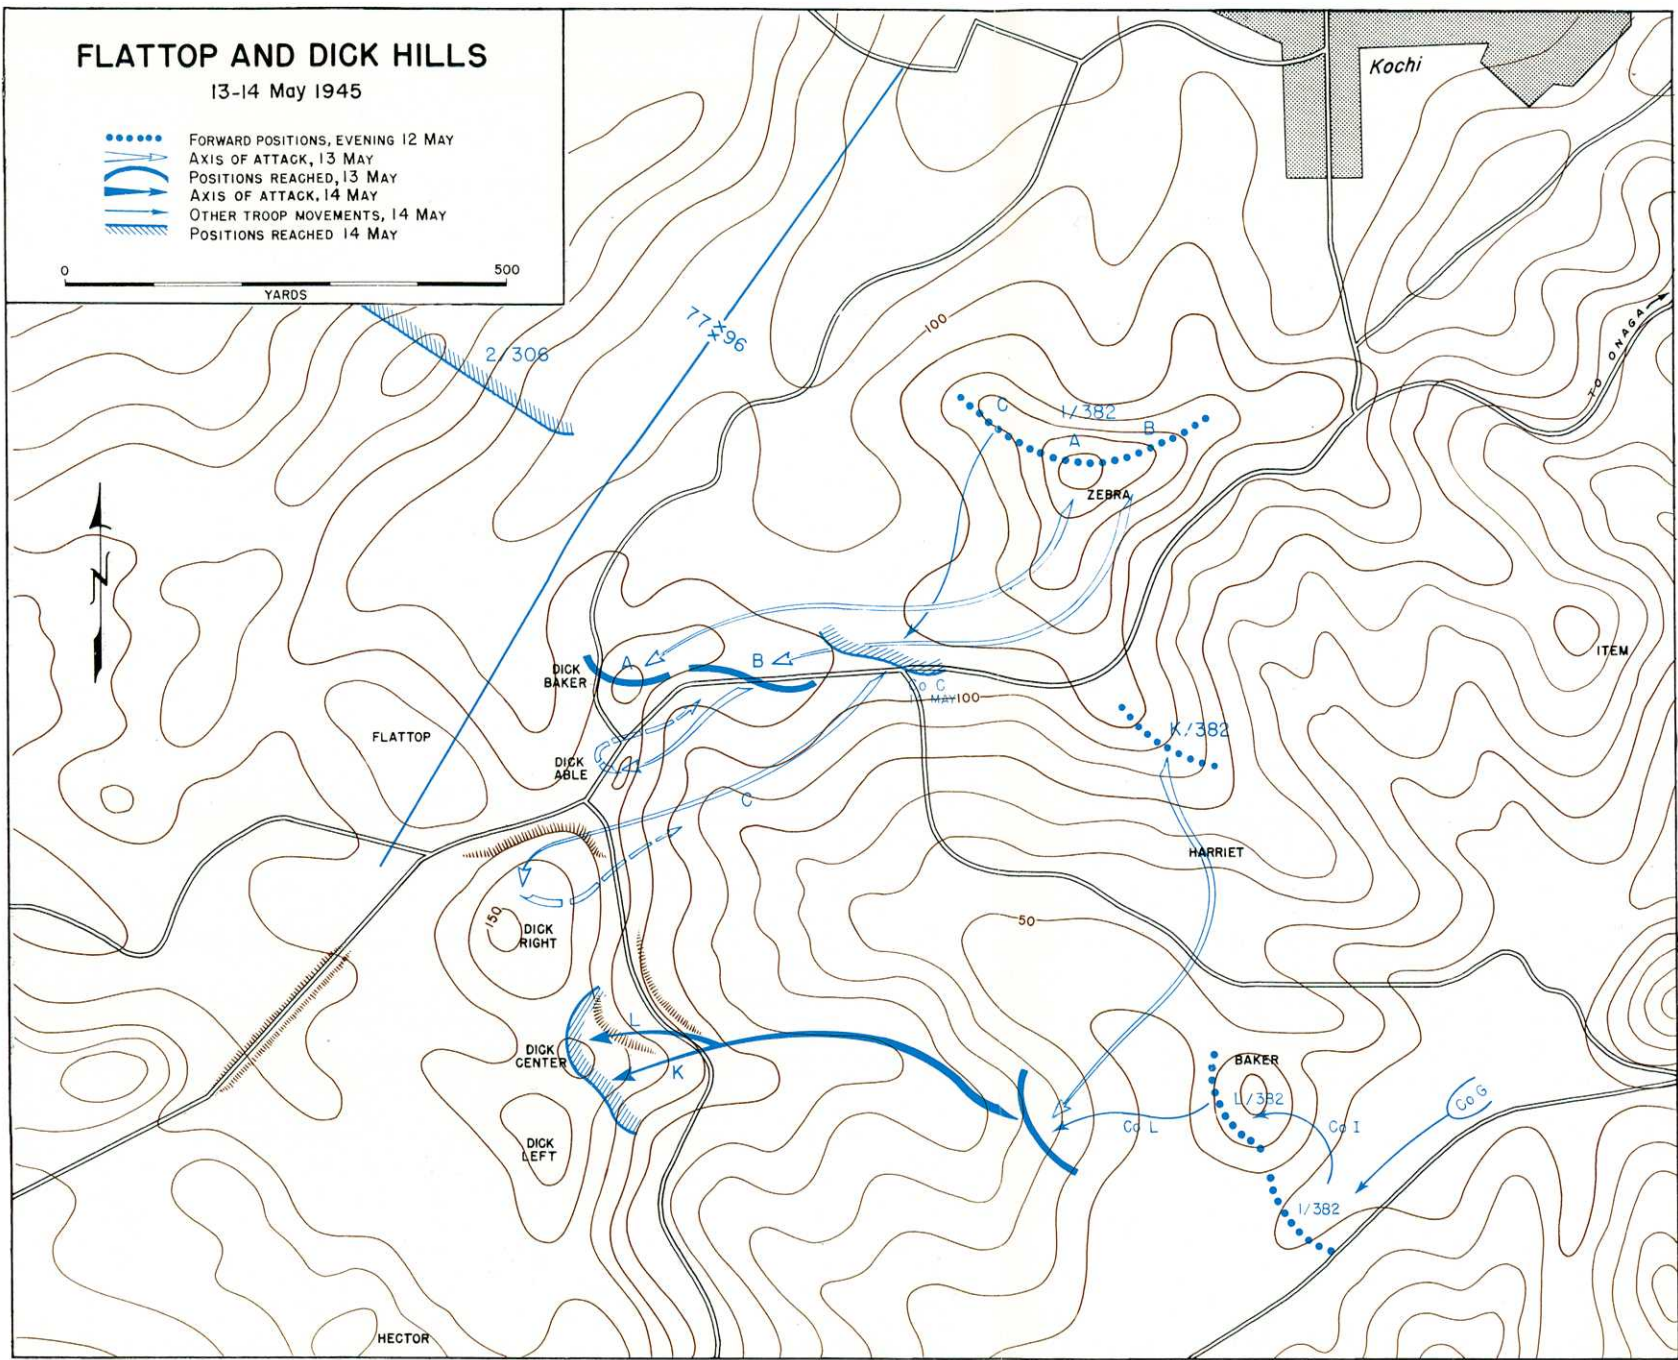 FLATTOP AND DICK HILLS
13-14 May 1945
FORWARD POSITIONS, EVENING 12 MAY
AXIS OF ATTACK, 13 MAY
POSITIONS REACHED, 13 MAY
AXIS OF ATTACK, 14 MAY
OTHER TROOP MOVEMENTS, 14 MAY
POSITIONS REACHED 14 MAY
0 500
YARDS
Kochi
TO ONAGA
77 X X 96
2/306
100
C 1/382
A B
ZEBRA
N
ITEM
DICK
BAKER
A
B
Co C
MAY
100
K/382
FLATTOP
DICK
ABLE
C
HARRIET
150
DICK
RIGHT
50
L
DICK
CENTER
K
BAKER
L/382
Co G
Co L
Co I
DICK
LEFT
1/382
HECTOR